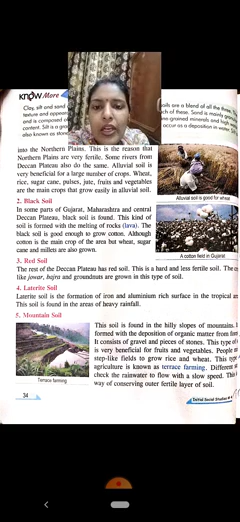 KNOW More
Clay, silt and sand
texture and appear
and is composed o
content. Silt is a gra
also known as stone
oils are a blend of all the three. Th
ch of these. Sand is mainly grainy
ne-grained minerals and high
occur as a deposition in water
into the Northern Plains. This is the reason that
Northern Plains are very fertile. Some rivers from
Deccan Plateau also do the same. Alluvial soil is
very beneficial for a large number of crops. Wheat,
rice, sugar cane, pulses, jute, fruits and vegetables
are the main crops that grow easily in alluvial soil.
Alluvial soil is good for wheat
2. Black Soil
In some parts of Gujarat, Maharashtra and central
Deccan Plateau, black soil is found. This kind of
soil is formed with the melting of rocks (lava). The
black soil is good enough to grow cotton. Although
cotton is the main crop of the area but wheat, sugar
cane and millets are also grown.
A cotton field in Gujarat
3. Red Soil
The rest of the Deccan Plateau has red soil. This is a hard and less fertile soil. The c
like jowar, bajra and groundnuts are grown in this type of soil.
4. Laterite Soil
Laterite soil is the formation of iron and aluminium rich surface in the tropical ar
This soil is found in the areas of heavy rainfall.
5. Mountain Soil
This soil is found in the hilly slopes of mountains. I
formed with the deposition of organic matter from fores
It consists of gravel and pieces of stones. This type of s
is very beneficial for fruits and vegetables. People m
step-like fields to grow rice and wheat. This type
agriculture is known as terrace farming. Different st
check the rainwater to flow with a slow speed. This i
way of conserving outer fertile layer of soil.
Terrace farming
34
United Social Studies